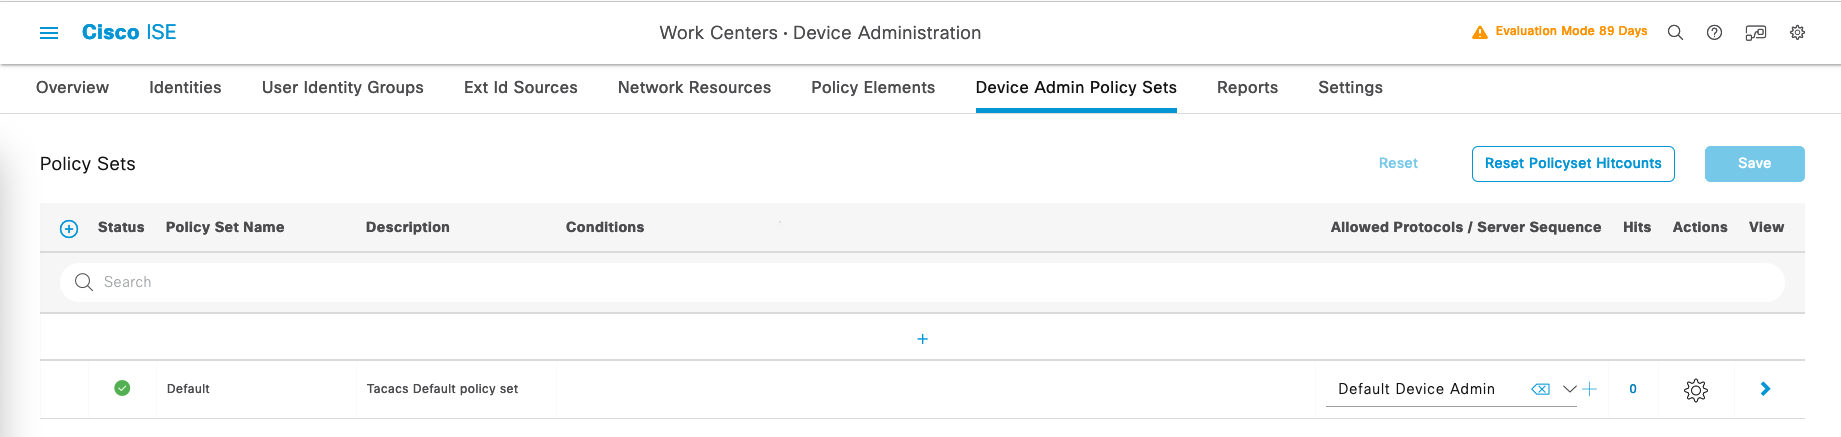 Cisco ISE
Work Centers · Device Administration
Evaluation Mode 89 Days
Overview
Identities
User Identity Groups
Ext Id Sources
Network Resources
Policy Elements
Device Admin Policy Sets
Reports
Settings
Policy Sets
Reset
Reset Policyset Hitcounts
Save
Status
Policy Set Name
Description
Conditions
Allowed Protocols / Server Sequence
Hits
Actions
View
Search
+
Default
Tacacs Default policy set
Default Device Admin
0